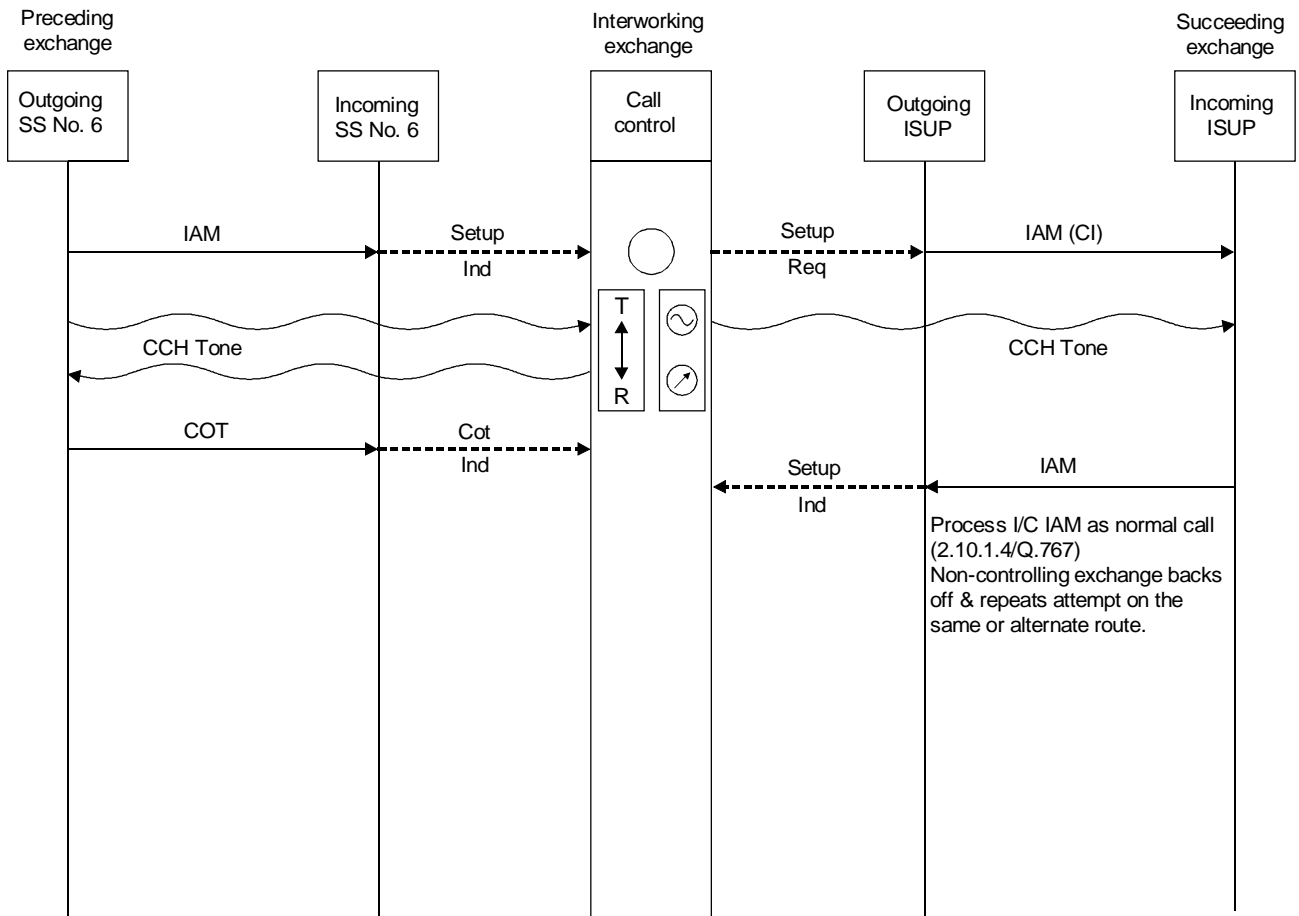 Preceding
exchange
Interworking
exchange
Succeeding
exchange
Outgoing
SS No. 6
Incoming
SS No. 6
Call
control
Outgoing
ISUP
Incoming
ISUP
IAM
Setup
Ind
Setup
Req
IAM (CI)
T
R
CCH Tone
CCH Tone
COT
Cot
Ind
Setup
Ind
IAM
Process I/C IAM as normal call
(2.10.1.4/Q.767)
Non-controlling exchange backs
off & repeats attempt on the
same or alternate route.